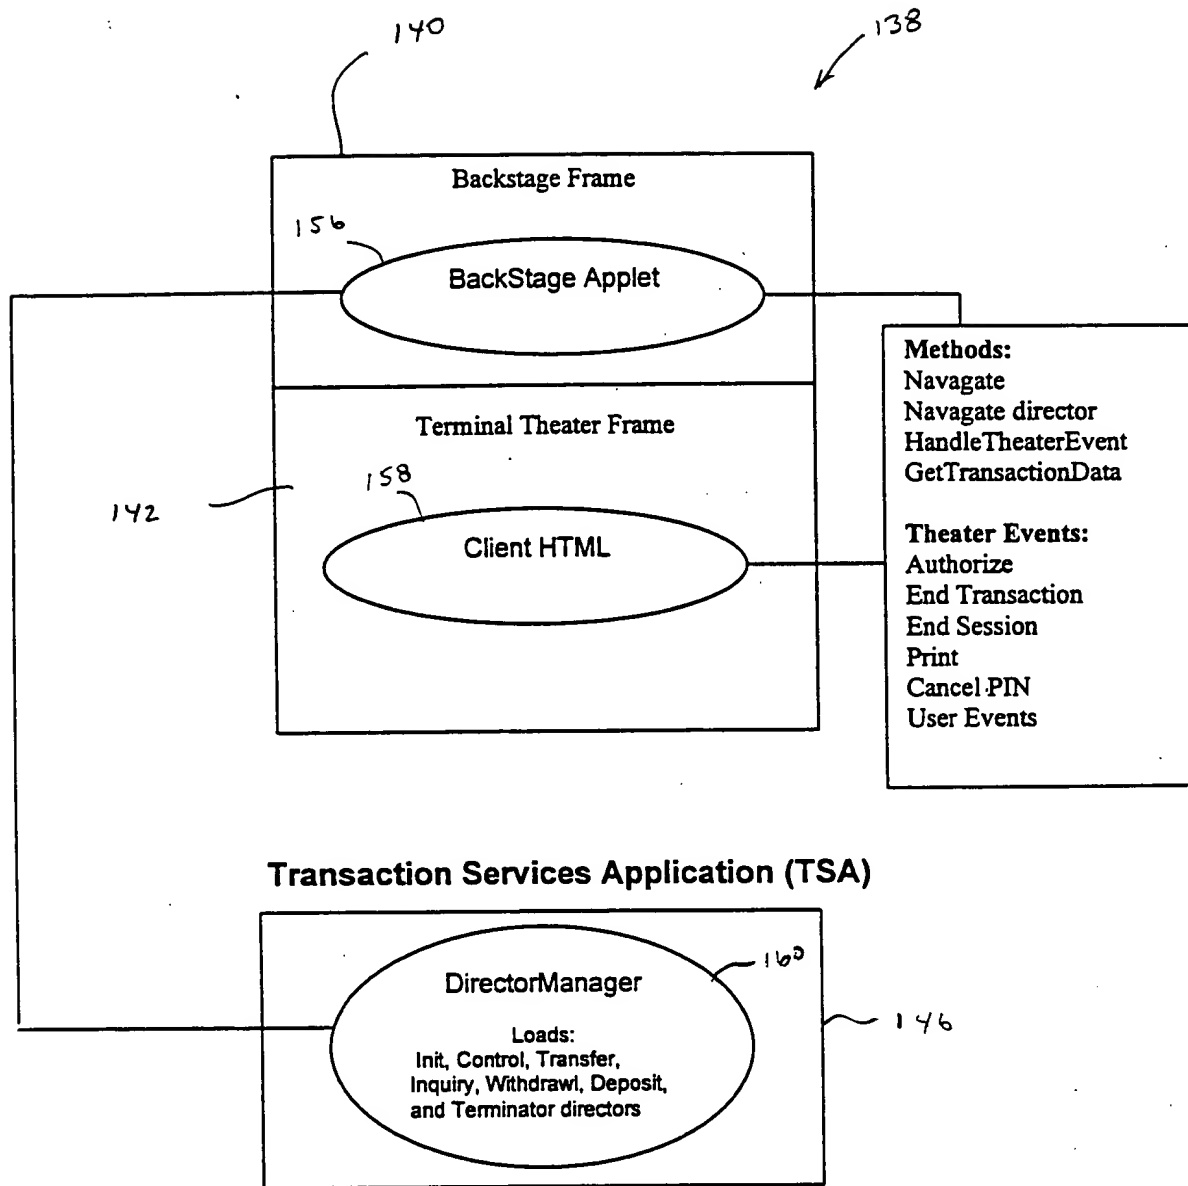 140
138
Backstage Frame
156
BackStage Applet
Methods:
Navagate
Navagate director
HandleTheaterEvent
GetTransactionData
Terminal Theater Frame
158
142
Client HTML
Theater Events:
Authorize
End Transaction
End Session
Print
Cancel PIN
User Events
Transaction Services Application (TSA)
160
DirectorManager
146
Loads:
Init, Control, Transfer,
Inquiry, Withdrawl, Deposit,
and Terminator directors